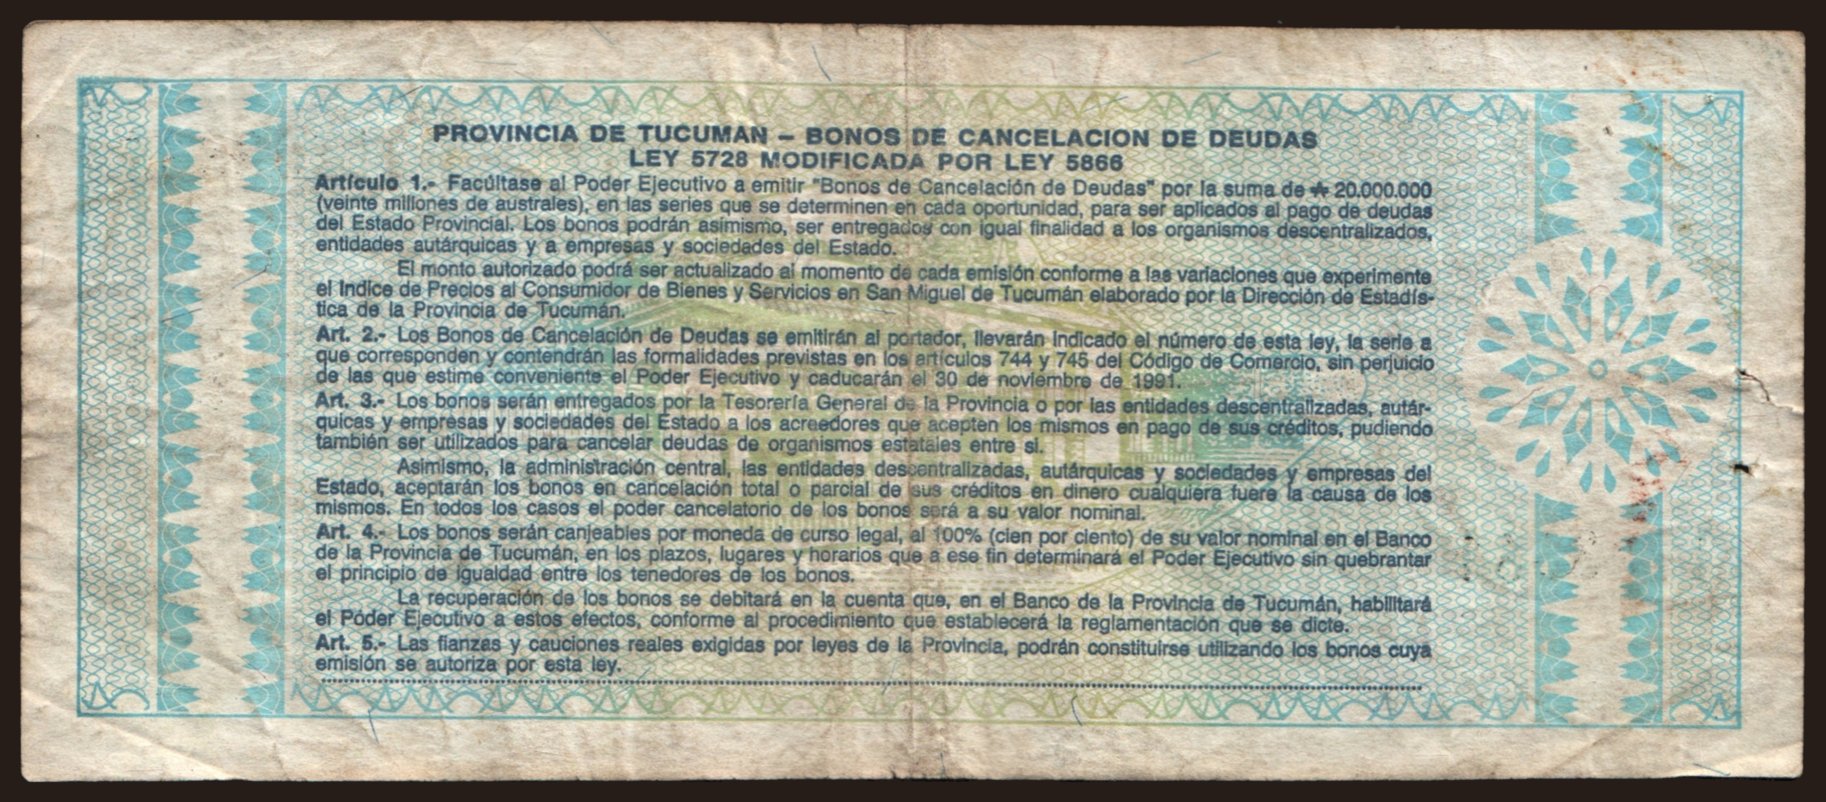 PROVINCIA DE TUCUMAN – BONOS DE CANCELACION DE DEUDAS
LEY 5728 MODIFICADA POR LEY 5866
Artículo 1.- Facúltase al Poder Ejecutivo a emitir "Bonos de Cancelación de Deudas" por la suma de ₳ 20.000.000
(veinte millones de australes), en las series que se determinen en cada oportunidad, para ser aplicados al pago de deudas
del Estado Provincial. Los bonos podrán asimismo, ser entregados con igual finalidad a los organismos descentralizados,
entidades autárquicas y a empresas y sociedades del Estado.
El monto autorizado podrá ser actualizado al momento de cada emisión conforme a las variaciones que experimente
el Indice de Precios al Consumidor de Bienes y Servicios en San Miguel de Tucumán elaborado por la Dirección de Estadís-
tica de la Provincia de Tucumán.
Art. 2.- Los Bonos de Cancelación de Deudas se emitirán al portador, llevarán indicado el número de esta ley, la serie a
que corresponden y contendrán las formalidades previstas en los artículos 744 y 745 del Código de Comercio, sin perjuicio
de las que estime conveniente el Poder Ejecutivo y caducarán el 30 de noviembre de 1991.
Art. 3.- Los bonos serán entregados por la Tesorería General de la Provincia o por las entidades descentralizadas, autár-
quicas y empresas y sociedades del Estado a los acreedores que acepten los mismos en pago de sus créditos, pudiendo
también ser utilizados para cancelar deudas de organismos estatales entre si.
Asimismo, la administración central, las entidades descentralizadas, autárquicas y sociedades y empresas del
Estado, aceptarán los bonos en cancelación total o parcial de sus créditos en dinero cualquiera fuere la causa de los
mismos. En todos los casos el poder cancelatorio de los bonos será a su valor nominal.
Art. 4.- Los bonos serán canjeables por moneda de curso legal, al 100% (cien por ciento) de su valor nominal en el Banco
de la Provincia de Tucumán, en los plazos, lugares y horarios que a ese fin determinará el Poder Ejecutivo sin quebrantar
el principio de igualdad entre los tenedores de los bonos.
La recuperación de los bonos se debitará en la cuenta que, en el Banco de la Provincia de Tucumán, habilitará
el Poder Ejecutivo a estos efectos, conforme al procedimiento que establecerá la reglamentación que se dicte.
Art. 5.- Las fianzas y cauciones reales exigidas por leyes de la Provincia, podrán constituirse utilizando los bonos cuya
emisión se autoriza por esta ley.